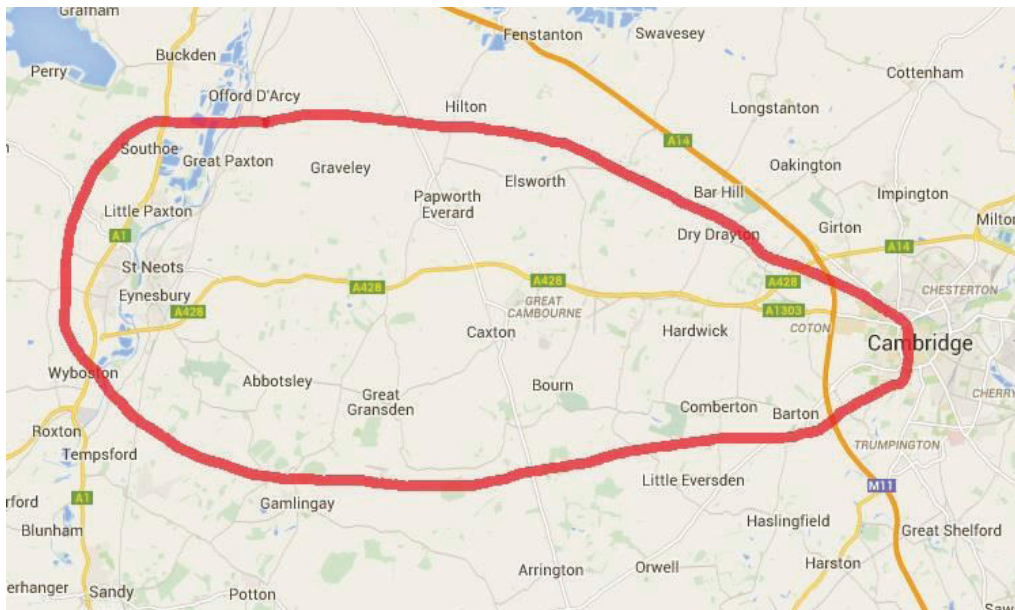 Grafham
Swavesey
Fenstanton
Buckden
Perry
Cottenham
Offord D'Arcy
Hilton
Longstanton
A14
Southoe
Great Paxton
Graveley
Elsworth
Oakington
Bar Hill
Impington
Papworth
Everard
Little Paxton
Milton
Girton
A1
Dry Drayton
A14
St Neots
A428
A428
A428
CHESTERTON
Eynesbury
GREAT
CAMBOURNE
A428
A1303
COTON
Caxton
Hardwick
Cambridge
Wyboston
Abbotsley
Bourn
CHERRY
Great
Gransden
Comberton
Barton
Roxton
Tempsford
TRUMPINGTON
Little Eversden
M11
A1
Gamlingay
Blunham
Haslingfield
Great Shelford
Arrington
Orwell
Harston
erhanger
Sandy
Potton